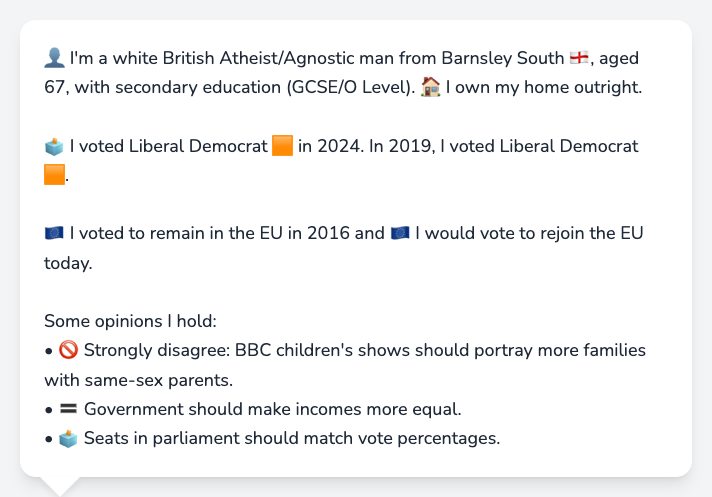 👤 I'm a white British Atheist/Agnostic man from Barnsley South 🏴󠁧󠁢󠁥󠁮󠁧󠁿, aged
67, with secondary education (GCSE/O Level). 🏠 I own my home outright.
🗳️ I voted Liberal Democrat 🟧 in 2024. In 2019, I voted Liberal Democrat
🟧.
🇪🇺 I voted to remain in the EU in 2016 and 🇪🇺 I would vote to rejoin the EU
today.
Some opinions I hold:
• 🚫 Strongly disagree: BBC children's shows should portray more families
with same-sex parents.
• 🟰 Government should make incomes more equal.
• 🗳️ Seats in parliament should match vote percentages.